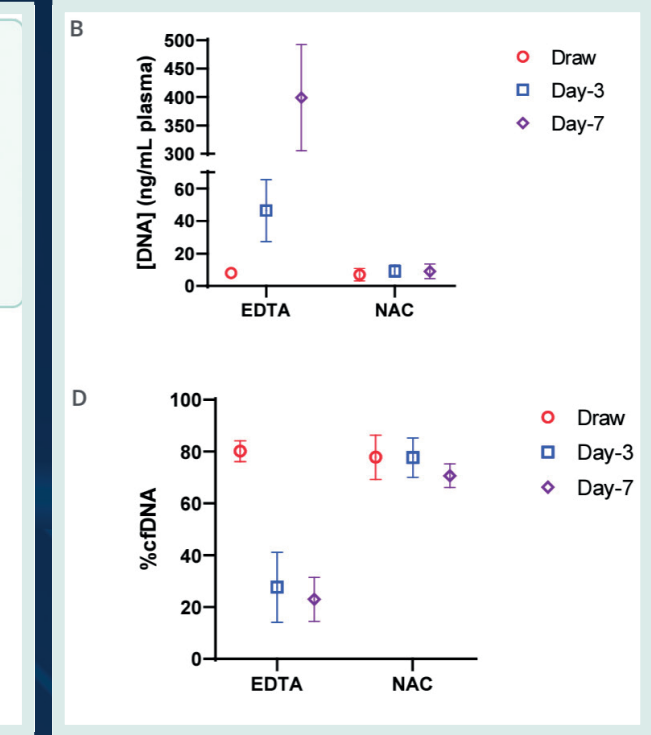 B
[DNA] (ng/mL plasma)
500
450
400
350
300
60
40
20
0
EDTA NAC
Draw
Day-3
Day-7
D
%cfDNA
100
80
60
40
20
0
EDTA NAC
Draw
Day-3
Day-7